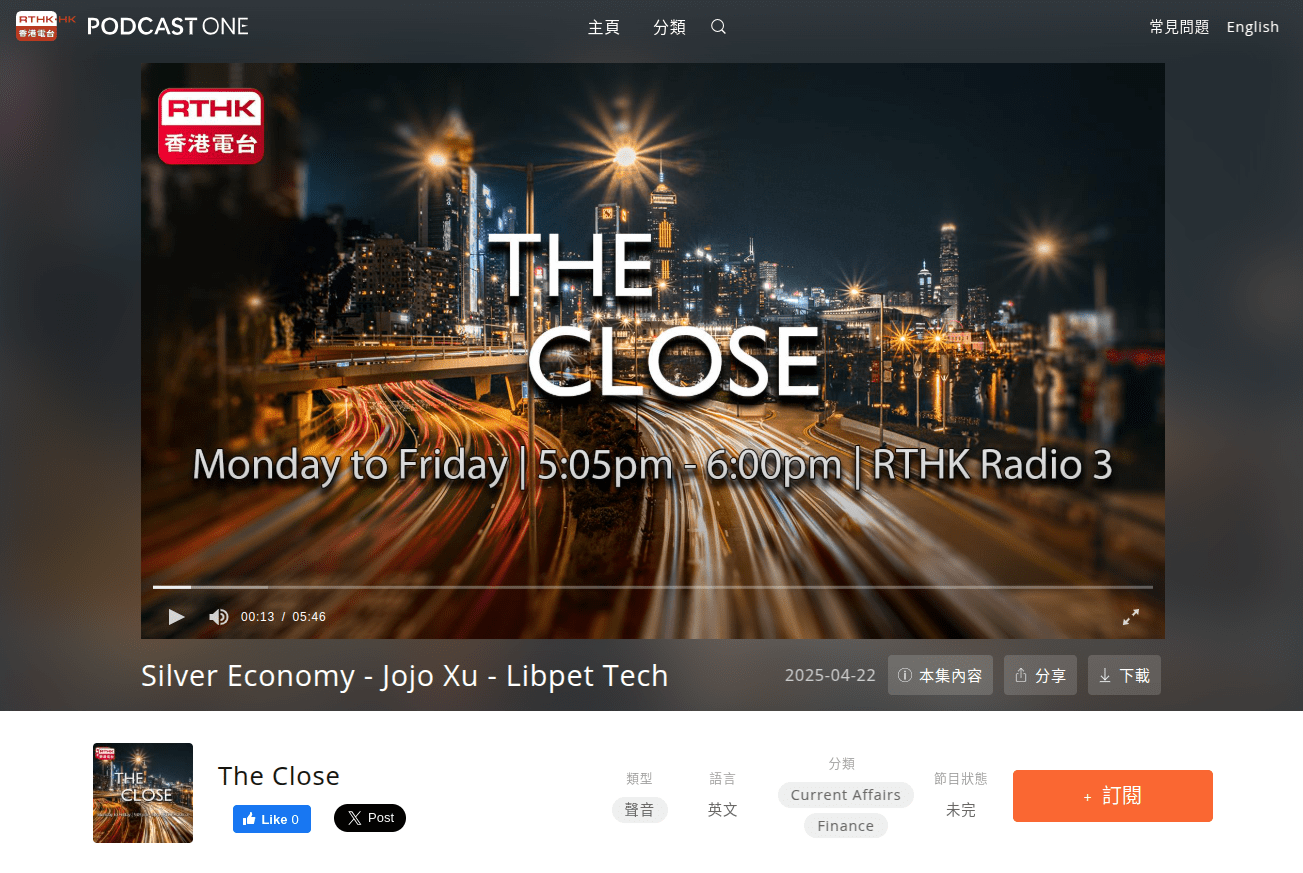 RTHK
香港電台
HK
PODCAST ONE
主頁
分類
常見問題
English
RTHK
香港電台
THE
CLOSE
Monday to Friday | 5:05pm - 6:00pm | RTHK Radio 3
00:13 / 05:46
Silver Economy - Jojo Xu - Libpet Tech
2025-04-22
本集內容
分享
下載
RTHK
THE
CLOSE
The Close
Like 0
Post
類型
聲音
語言
英文
分類
Current Affairs
Finance
節目狀態
未完
+ 訂閱